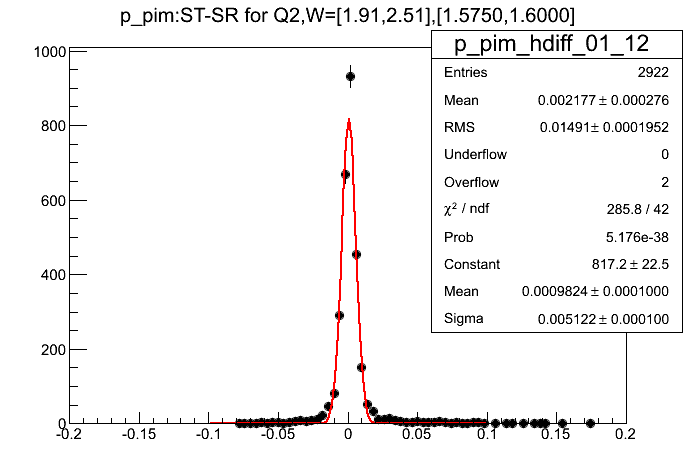 p_pim:ST-SR for Q2,W=[1.91,2.51],[1.5750,1.6000]
p_pim_hdiff_01_12
Entries 2922
Mean 0.002177 ± 0.000276
RMS 0.01491 ± 0.0001952
Underflow 0
Overflow 2
χ² / ndf 285.8 / 42
Prob 5.176e-38
Constant 817.2 ± 22.5
Mean 0.0009824 ± 0.0001000
Sigma 0.005122 ± 0.000100
1000
800
600
400
200
0
-0.2 -0.15 -0.1 -0.05 0 0.05 0.1 0.15 0.2